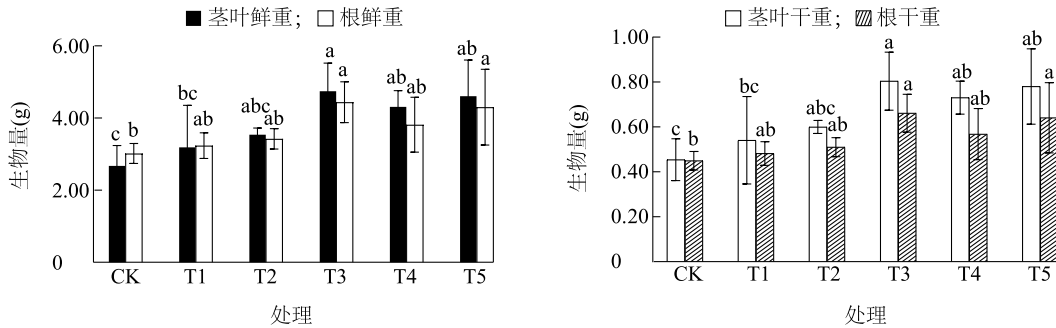 ■茎叶鲜重; □根鲜重
6.00
4.00
2.00
0
生物量(g)
c b
bc ab
abc ab
a a
ab ab
ab a
CK T1 T2 T3 T4 T5
处理
茎叶干重; 根干重
1.00
0.80
0.60
0.40
0.20
0
生物量(g)
c b
bc ab
abc ab
a a
ab ab
ab a
CK T1 T2 T3 T4 T5
处理